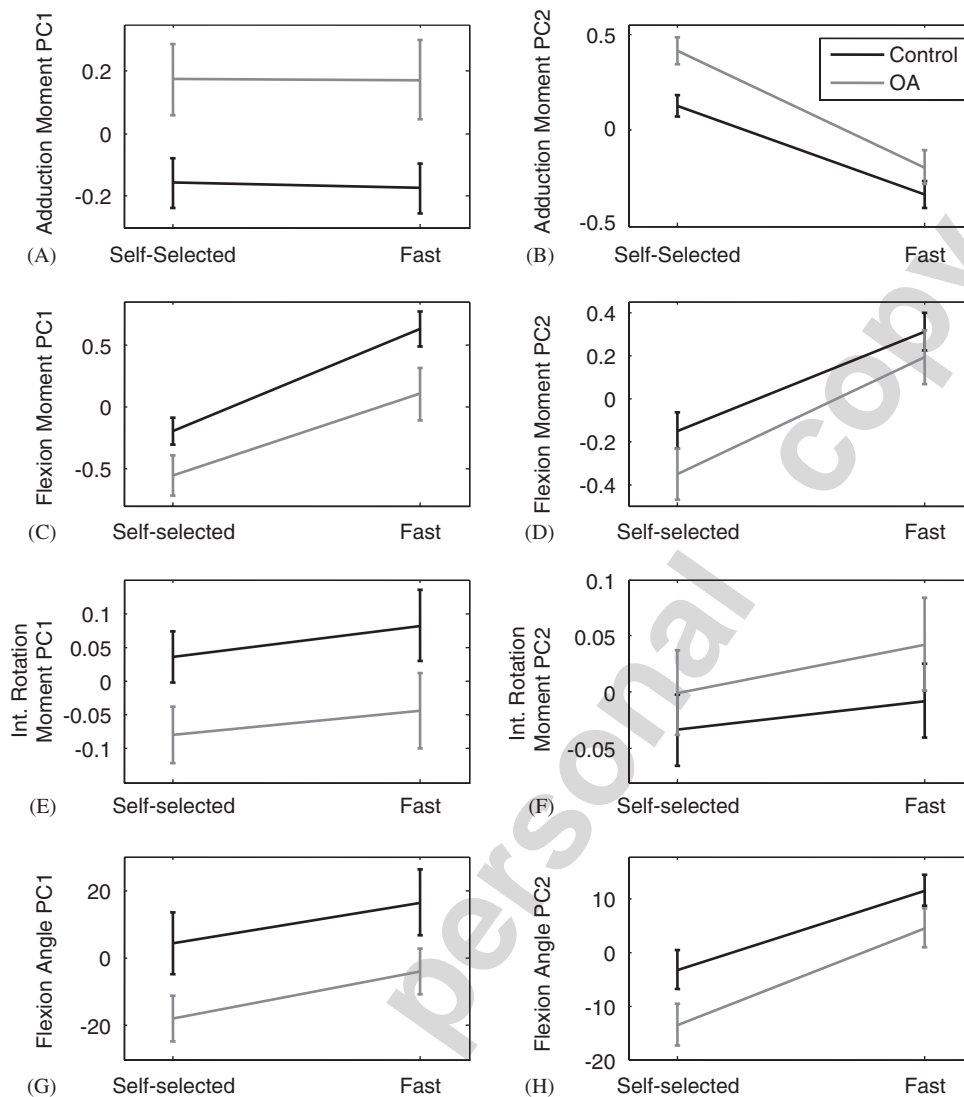 Adduction Moment PC1
0.2
0
-0.2
(A)
Self-Selected
Fast
Adduction Moment PC2
0.5
0
-0.5
Control
OA
(B)
Self-Selected
Fast
Flexion Moment PC1
0.5
0
-0.5
(C)
Self-selected
Fast
Flexion Moment PC2
0.4
0.2
0
-0.2
-0.4
(D)
Self-selected
Fast
Int. Rotation
Moment PC1
0.1
0.05
0
-0.05
-0.1
(E)
Self-selected
Fast
Int. Rotation
Moment PC2
0.1
0.05
0
-0.05
(F)
Self-selected
Fast
Flexion Angle PC1
20
0
-20
(G)
Self-selected
Fast
Flexion Angle PC2
10
0
-10
-20
(H)
Self-selected
Fast
personal copy